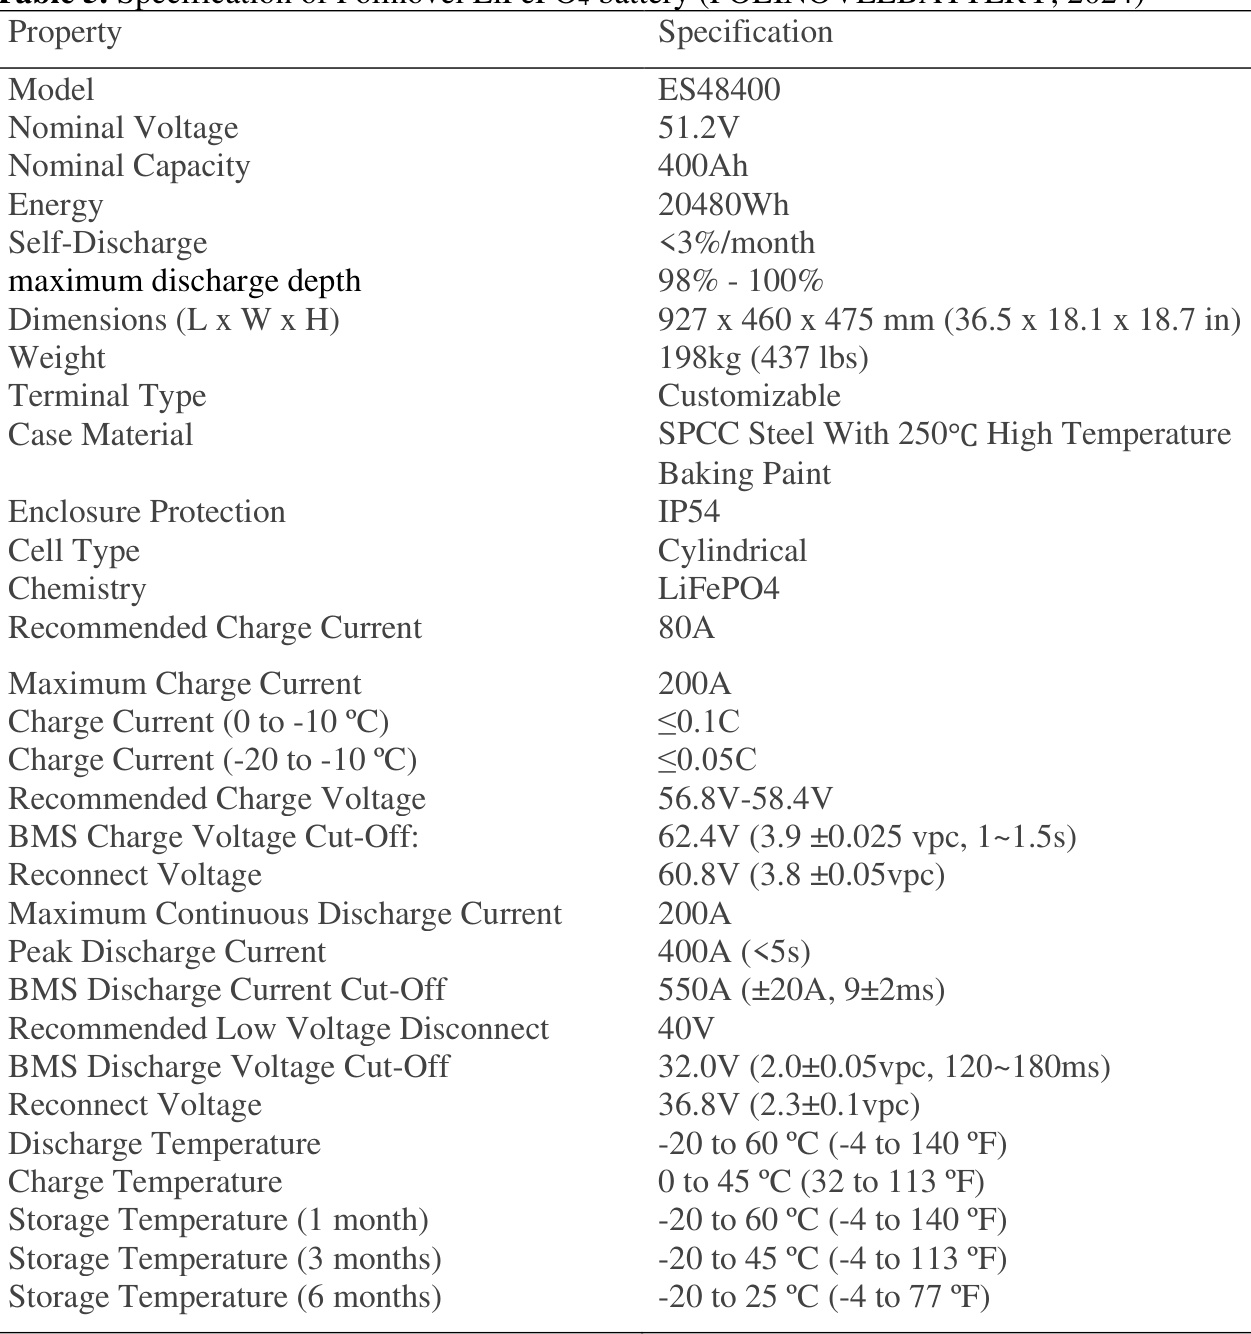 Table 3. Specification of Polinovel LiFePO4 battery (POLINOVELBATTERY, 2024)
Property Specification
Model ES48400
Nominal Voltage 51.2V
Nominal Capacity 400Ah
Energy 20480Wh
Self-Discharge <3%/month
maximum discharge depth 98% - 100%
Dimensions (L x W x H) 927 x 460 x 475 mm (36.5 x 18.1 x 18.7 in)
Weight 198kg (437 lbs)
Terminal Type Customizable
Case Material SPCC Steel With 250℃ High Temperature
Baking Paint
Enclosure Protection IP54
Cell Type Cylindrical
Chemistry LiFePO4
Recommended Charge Current 80A
Maximum Charge Current 200A
Charge Current (0 to -10 ºC) ≤0.1C
Charge Current (-20 to -10 ºC) ≤0.05C
Recommended Charge Voltage 56.8V-58.4V
BMS Charge Voltage Cut-Off: 62.4V (3.9 ±0.025 vpc, 1~1.5s)
Reconnect Voltage 60.8V (3.8 ±0.05vpc)
Maximum Continuous Discharge Current 200A
Peak Discharge Current 400A (<5s)
BMS Discharge Current Cut-Off 550A (±20A, 9±2ms)
Recommended Low Voltage Disconnect 40V
BMS Discharge Voltage Cut-Off 32.0V (2.0±0.05vpc, 120~180ms)
Reconnect Voltage 36.8V (2.3±0.1vpc)
Discharge Temperature -20 to 60 ºC (-4 to 140 ºF)
Charge Temperature 0 to 45 ºC (32 to 113 ºF)
Storage Temperature (1 month) -20 to 60 ºC (-4 to 140 ºF)
Storage Temperature (3 months) -20 to 45 ºC (-4 to 113 ºF)
Storage Temperature (6 months) -20 to 25 ºC (-4 to 77 ºF)